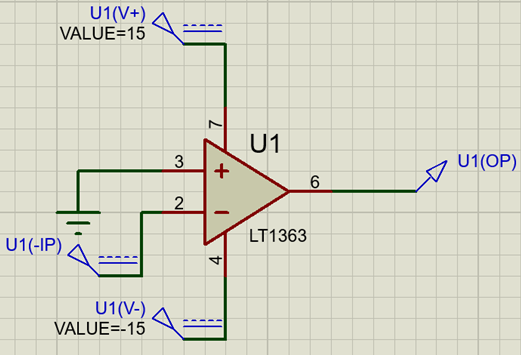 U1(V+)
VALUE=15
7
U1
3
+
6
U1(OP)
2
−
LT1363
U1(-IP)
4
U1(V-)
VALUE=-15